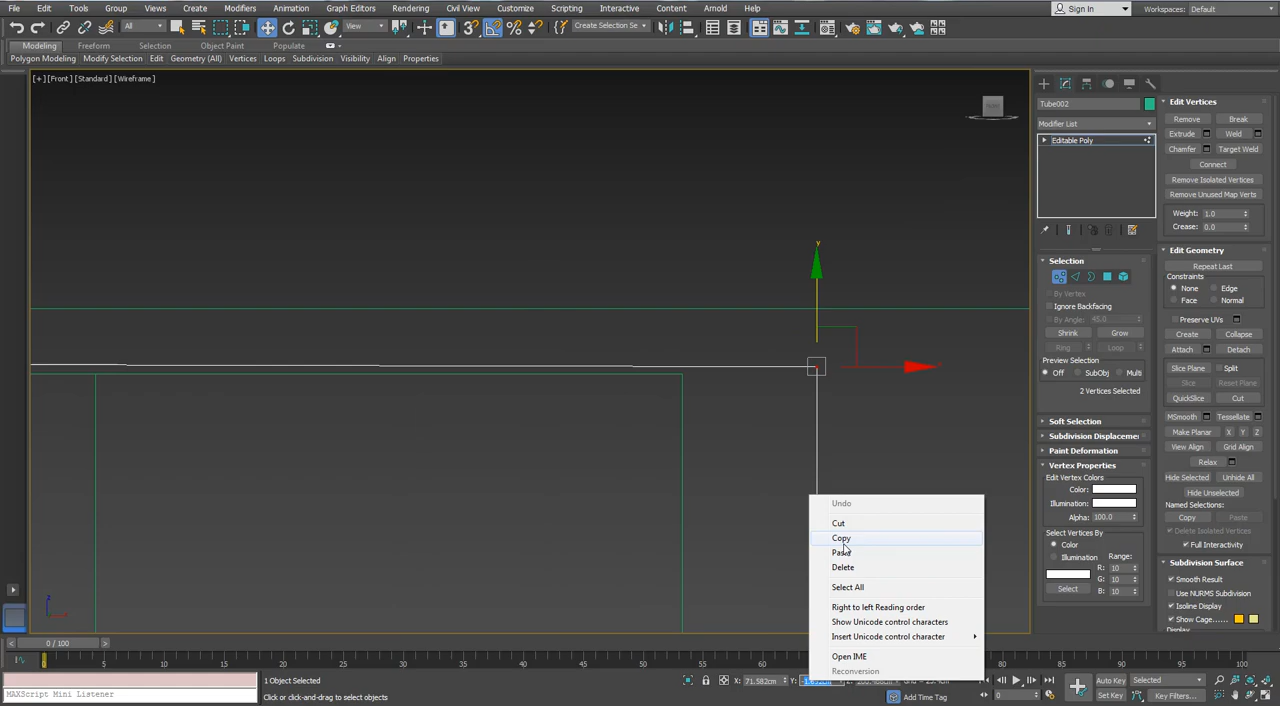 File Edit Tools Group Views Create Modifiers Animation Graph Editors Rendering Civil View Customize Scripting Interactive Content Arnold Help Sign In Workspaces: Default
All View Create Selection Se
Modeling Freeform Selection Object Paint Populate
Polygon Modeling Modify Selection Edit Geometry (All) Vertices Loops Subdivision Visibility Align Properties
[+] [Front] [Standard] [Wireframe]
FRONT
y
Tube002
Modifier List
Editable Poly
Selection
By Vertex
Ignore Backfacing
By Angle: 45.0
Shrink Grow
Ring Loop
Preview Selection
Off SubObj Multi
2 Vertices Selected
Soft Selection
Subdivision Displaceme
Paint Deformation
Vertex Properties
Edit Vertex Colors
Color:
Illumination:
Alpha: 100.0
Select Vertices By
Color
Illumination
Range:
R: 10
G: 10
B: 10
Select
Edit Vertices
Remove Break
Extrude Weld
Chamfer Target Weld
Connect
Remove Isolated Vertices
Remove Unused Map Verts
Weight: 1.0
Crease: 0.0
Edit Geometry
Repeat Last
Constraints
None Edge
Face Normal
Preserve UVs
Create Collapse
Attach Detach
Slice Plane Split
Slice Reset Plane
QuickSlice Cut
MSmooth Tessellate
Make Planar X Y Z
View Align Grid Align
Relax
Hide Selected Unhide All
Hide Unselected
Named Selections:
Copy Paste
Delete Isolated Vertices
Full Interactivity
Subdivision Surface
Smooth Result
Use NURMS Subdivision
Isoline Display
Show Cage......
Display
Undo
Cut
Copy
Paste
Delete
Select All
Right to left Reading order
Show Unicode control characters
Insert Unicode control character
Open IME
Reconversion
z
< 0 / 100 >
0 5 10 15 20 25 30 35 40 45 50 55 60 85 90 95 100
1 Object Selected
Click or click-and-drag to select objects
MAXScript Mini Listener
X: 71.582cm Y:
Add Time Tag
0
Auto Key Selected
Set Key Key Filters...